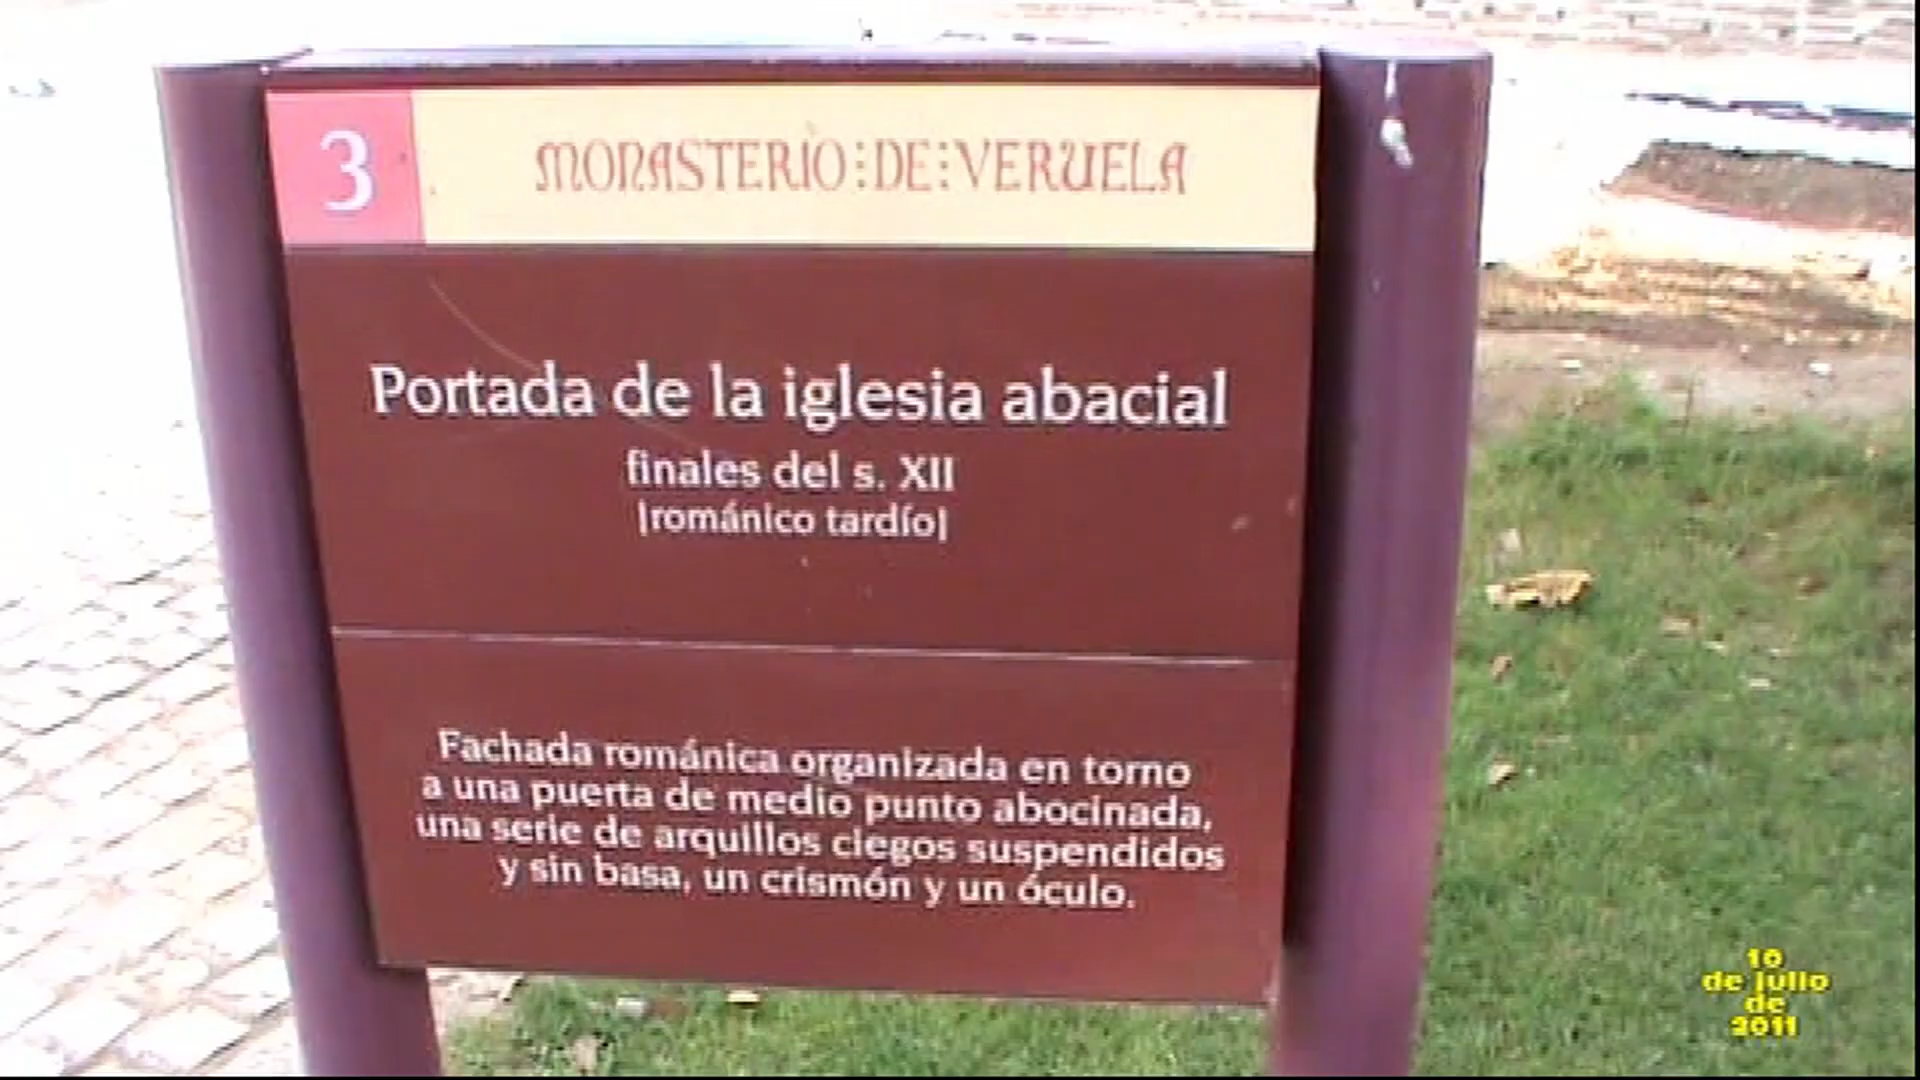 3
MONASTERIO:DE:VERUELA
Portada de la iglesia abacial
finales del s. XII
|románico tardío|
Fachada románica organizada en torno
a una puerta de medio punto abocinada,
una serie de arquillos ciegos suspendidos
y sin basa, un crismón y un óculo.
10
de julio
de
2011